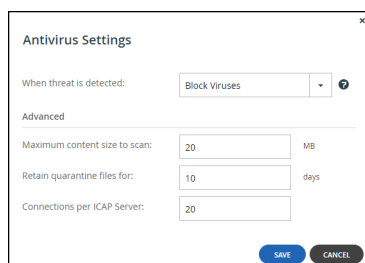 Antivirus Settings
When threat is detected: Block Viruses
Advanced
Maximum content size to scan: 20 MB
Retain quarantine files for: 10 days
Connections per ICAP Server: 20
SAVE CANCEL